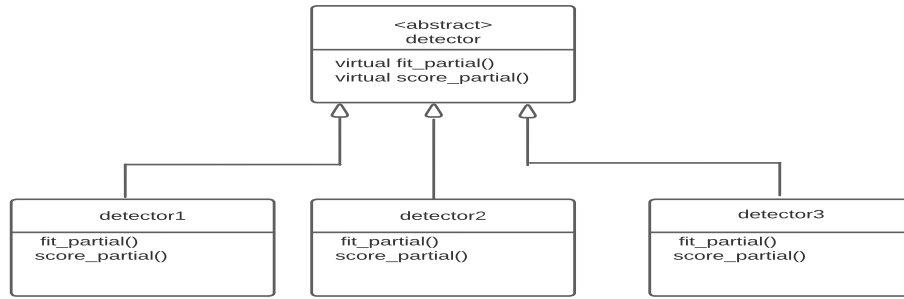 <abstract>
detector
virtual fit_partial()
virtual score_partial()
detector1
fit_partial()
score_partial()
detector2
fit_partial()
score_partial()
detector3
fit_partial()
score_partial()